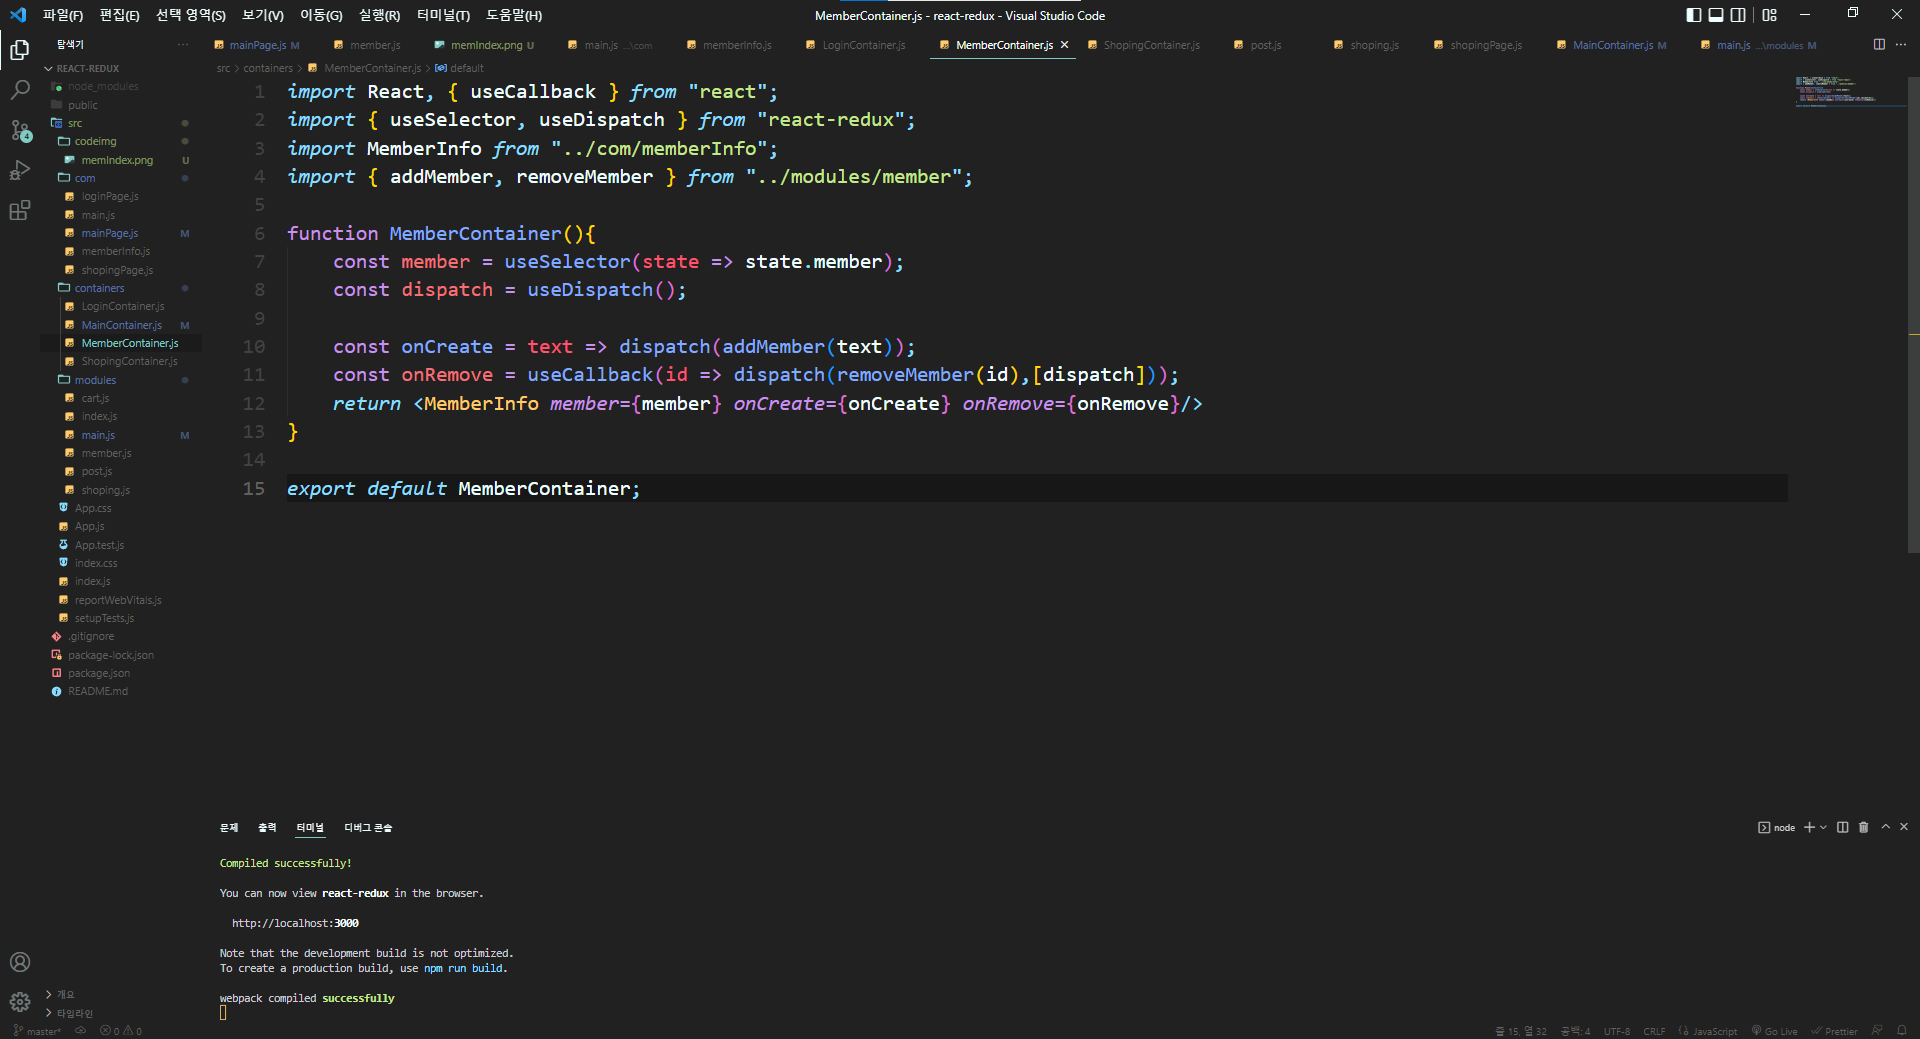 파일(F) 편집(E) 선택 영역(S) 보기(V) 이동(G) 실행(R) 터미널(T) 도움말(H)
MemberContainer.js - react-redux - Visual Studio Code
탐색기
mainPage.js M
member.js
memIndex.png U
main.js ...\com
memberInfo.js
LoginContainer.js
MemberContainer.js
ShopingContainer.js
post.js
shoping.js
shopingPage.js
MainContainer.js M
main.js ...\modules M
REACT-REDUX
node_modules
public
src
codeimg
memIndex.png U
com
loginPage.js
main.js
mainPage.js M
memberInfo.js
shopingPage.js
containers
LoginContainer.js
MainContainer.js M
MemberContainer.js
ShopingContainer.js
modules
cart.js
index.js
main.js M
member.js
post.js
shoping.js
App.css
App.js
App.test.js
index.css
index.js
reportWebVitals.js
setupTests.js
.gitignore
package-lock.json
package.json
README.md
개요
타임라인
4
src > containers > MemberContainer.js > default
1 import React, { useCallback } from "react";
2 import { useSelector, useDispatch } from "react-redux";
3 import MemberInfo from "../com/memberInfo";
4 import { addMember, removeMember } from "../modules/member";
5
6 function MemberContainer(){
7 const member = useSelector(state => state.member);
8 const dispatch = useDispatch();
9
10 const onCreate = text => dispatch(addMember(text));
11 const onRemove = useCallback(id => dispatch(removeMember(id),[dispatch]));
12 return <MemberInfo member={member} onCreate={onCreate} onRemove={onRemove}/>
13 }
14
15 export default MemberContainer;
문제 출력 터미널 디버그 콘솔
node
Compiled successfully!
You can now view react-redux in the browser.
http://localhost:3000
Note that the development build is not optimized.
To create a production build, use npm run build.
webpack compiled successfully
master* 0 0
줄 15, 열 32 공백: 4 UTF-8 CRLF JavaScript Go Live Prettier